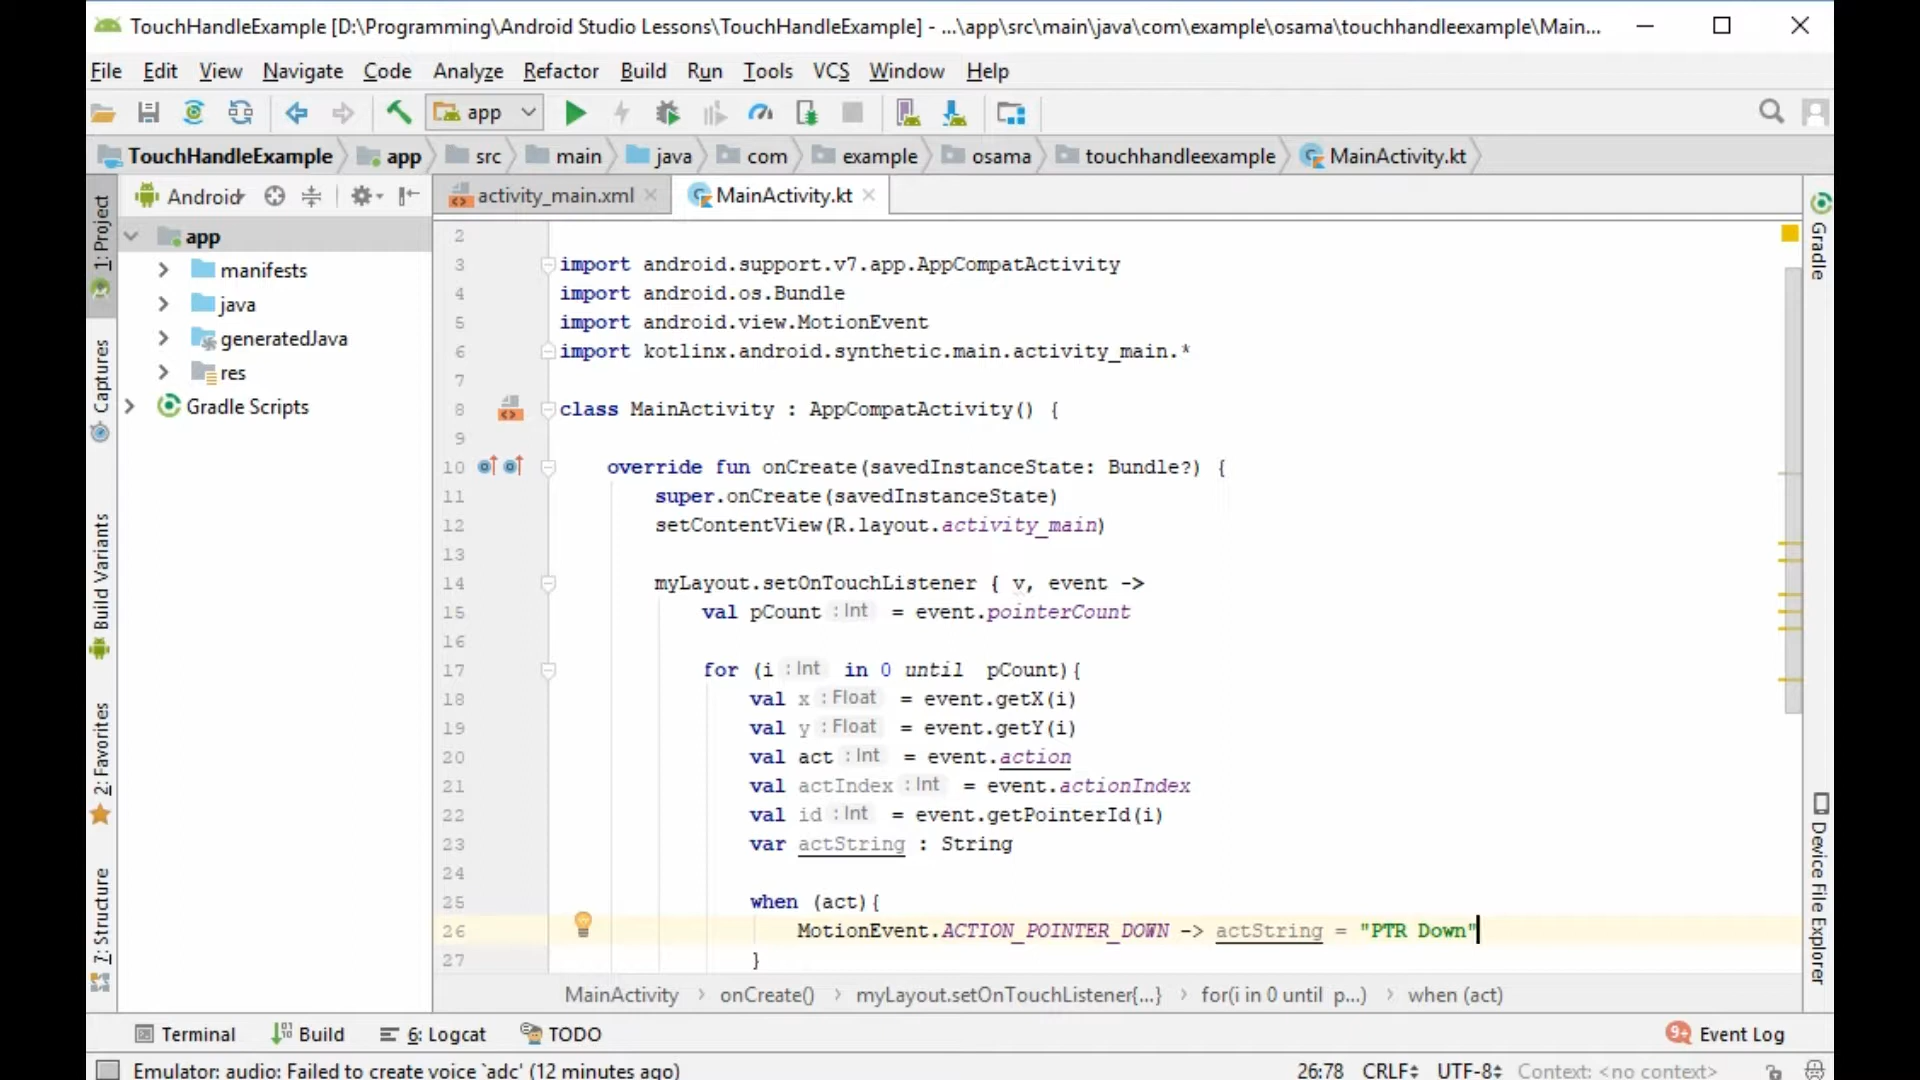 TouchHandleExample [D:\Programming\Android Studio Lessons\TouchHandleExample] - ...\app\src\main\java\com\example\osama\touchhandleexample\Main...
File Edit View Navigate Code Analyze Refactor Build Run Tools VCS Window Help
app
TouchHandleExample app src main java com example osama touchhandleexample MainActivity.kt
Android activity_main.xml MainActivity.kt
1: Project
Captures
Build Variants
2: Favorites
7: Structure
app
manifests
java
generatedJava
res
Gradle Scripts
2
3 import android.support.v7.app.AppCompatActivity
4 import android.os.Bundle
5 import android.view.MotionEvent
6 import kotlinx.android.synthetic.main.activity_main.*
7
8 class MainActivity : AppCompatActivity() {
9
10 override fun onCreate(savedInstanceState: Bundle?) {
11 super.onCreate(savedInstanceState)
12 setContentView(R.layout.activity_main)
13
14 myLayout.setOnTouchListener { v, event ->
15 val pCount : Int = event.pointerCount
16
17 for (i : Int in 0 until pCount){
18 val x : Float = event.getX(i)
19 val y : Float = event.getY(i)
20 val act : Int = event.action
21 val actIndex : Int = event.actionIndex
22 val id : Int = event.getPointerId(i)
23 var actString : String
24
25 when (act){
26 MotionEvent.ACTION_POINTER_DOWN -> actString = "PTR Down"
27 }
Gradle
Device File Explorer
MainActivity › onCreate() › myLayout.setOnTouchListener{...} › for(i in 0 until p...) › when (act)
Terminal Build 6: Logcat TODO 9+ Event Log
Emulator: audio: Failed to create voice `adc' (12 minutes ago) 26:78 CRLF UTF-8 Context: <no context>